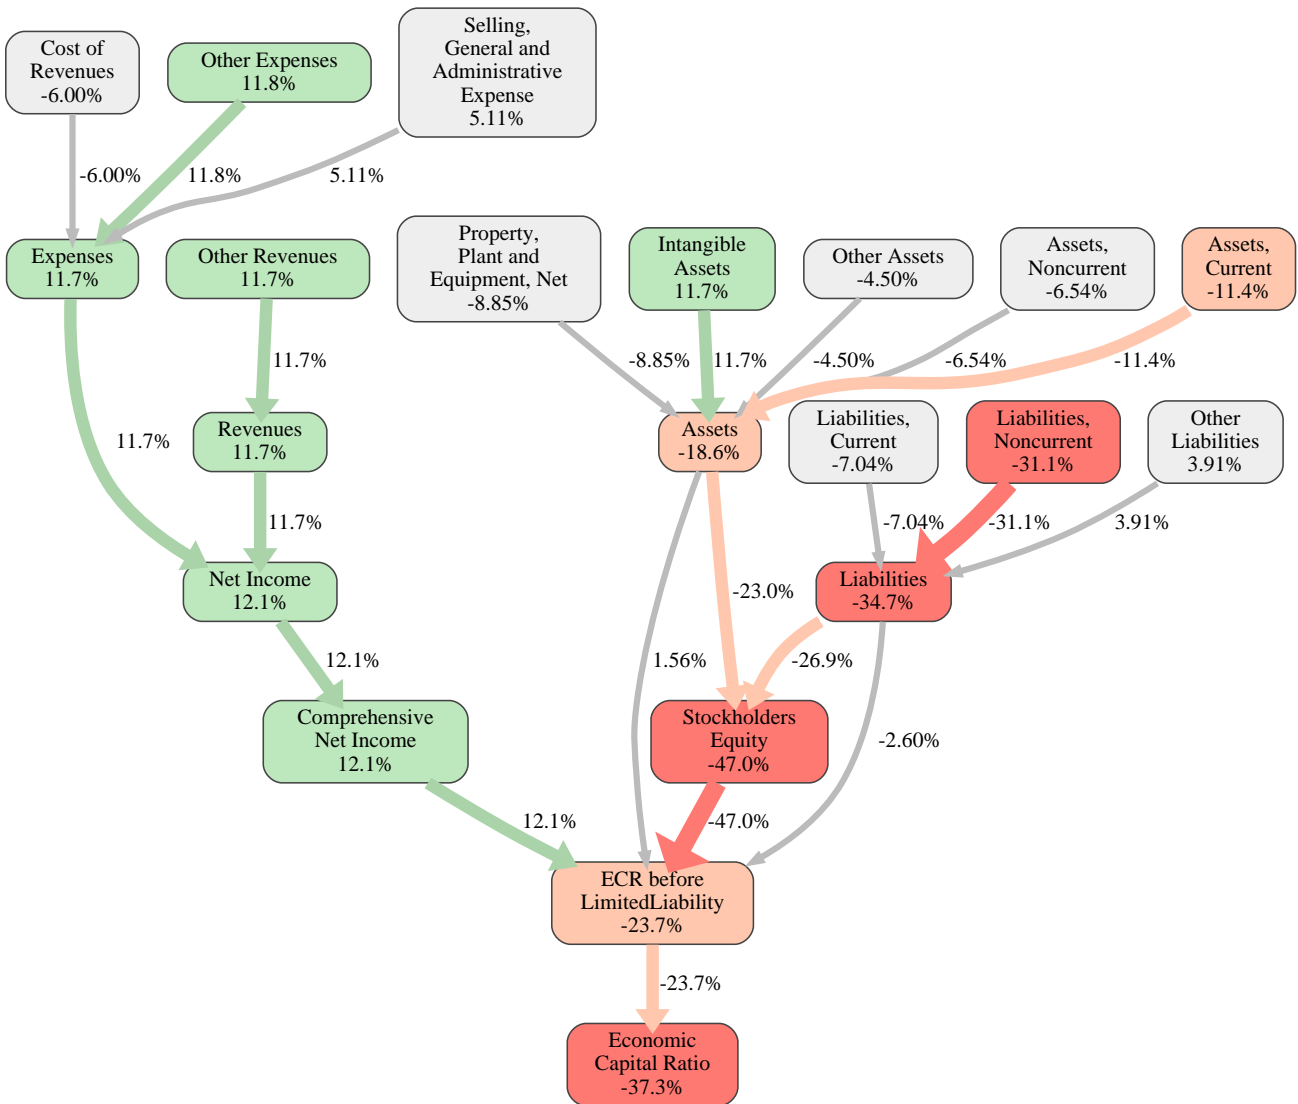 Cost of
Revenues
-6.00%
Other Expenses
11.8%
Selling,
General and
Administrative
Expense
5.11%
-6.00%
11.8%
5.11%
Expenses
11.7%
Other Revenues
11.7%
Property,
Plant and
Equipment, Net
-8.85%
Intangible
Assets
11.7%
Other Assets
-4.50%
Assets,
Noncurrent
-6.54%
Assets,
Current
-11.4%
11.7%
-8.85%
11.7%
-4.50%
-6.54%
-11.4%
11.7%
Revenues
11.7%
Assets
-18.6%
Liabilities,
Current
-7.04%
Liabilities,
Noncurrent
-31.1%
Other
Liabilities
3.91%
11.7%
-7.04%
-31.1%
3.91%
Net Income
12.1%
-23.0%
Liabilities
-34.7%
12.1%
1.56%
-26.9%
Comprehensive
Net Income
12.1%
Stockholders
Equity
-47.0%
-2.60%
12.1%
-47.0%
ECR before
LimitedLiability
-23.7%
-23.7%
Economic
Capital Ratio
-37.3%